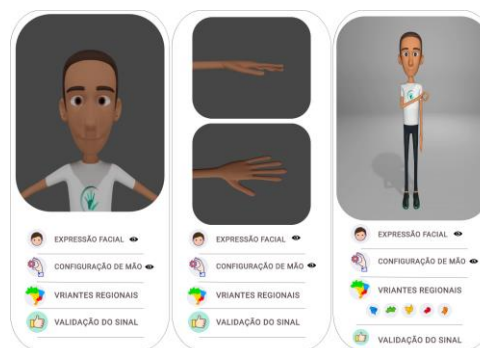 EXPRESSÃO FACIAL
CONFIGURAÇÃO DE MÃO
VRIANTES REGIONAIS
VALIDAÇÃO DO SINAL
EXPRESSÃO FACIAL
CONFIGURAÇÃO DE MÃO
VRIANTES REGIONAIS
VALIDAÇÃO DO SINAL
EXPRESSÃO FACIAL
CONFIGURAÇÃO DE MÃO
VRIANTES REGIONAIS
VALIDAÇÃO DO SINAL